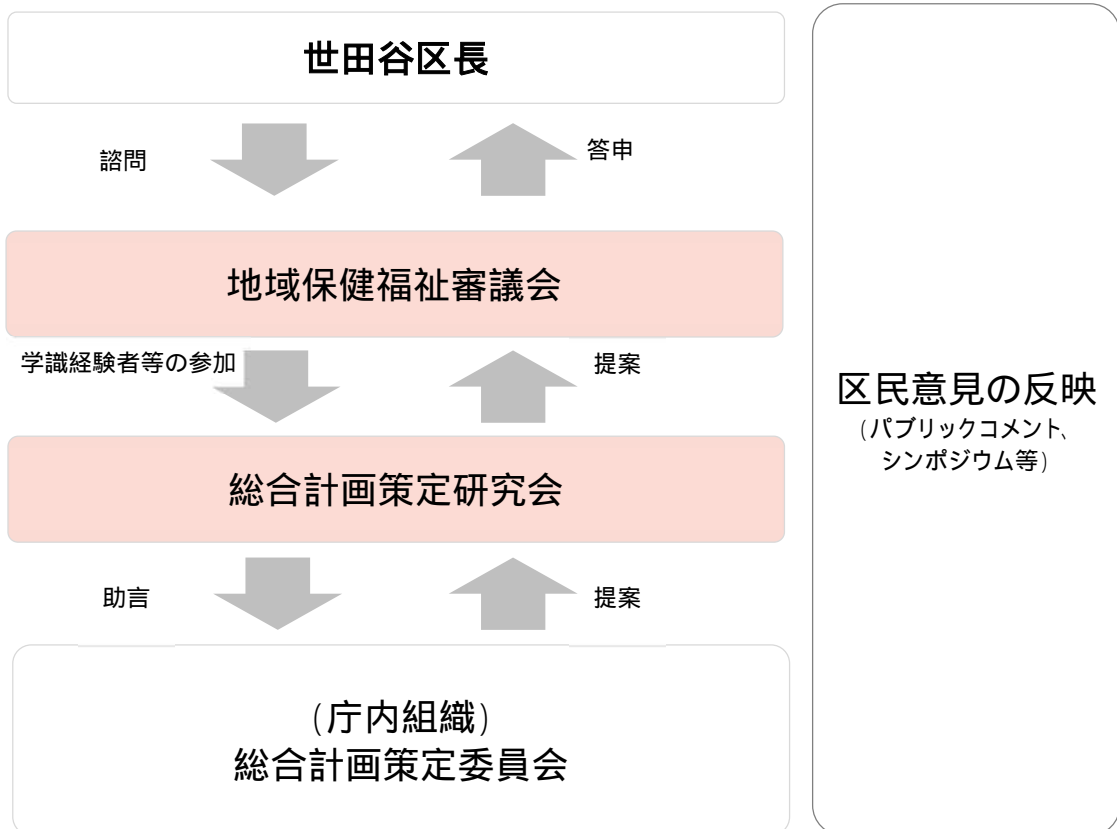 世田谷区長
諮問
答申
地域保健福祉審議会
学識経験者等の参加
提案
総合計画策定研究会
助言
提案
(庁内組織)
総合計画策定委員会
区民意見の反映
(パブリックコメント、
シンポジウム等)